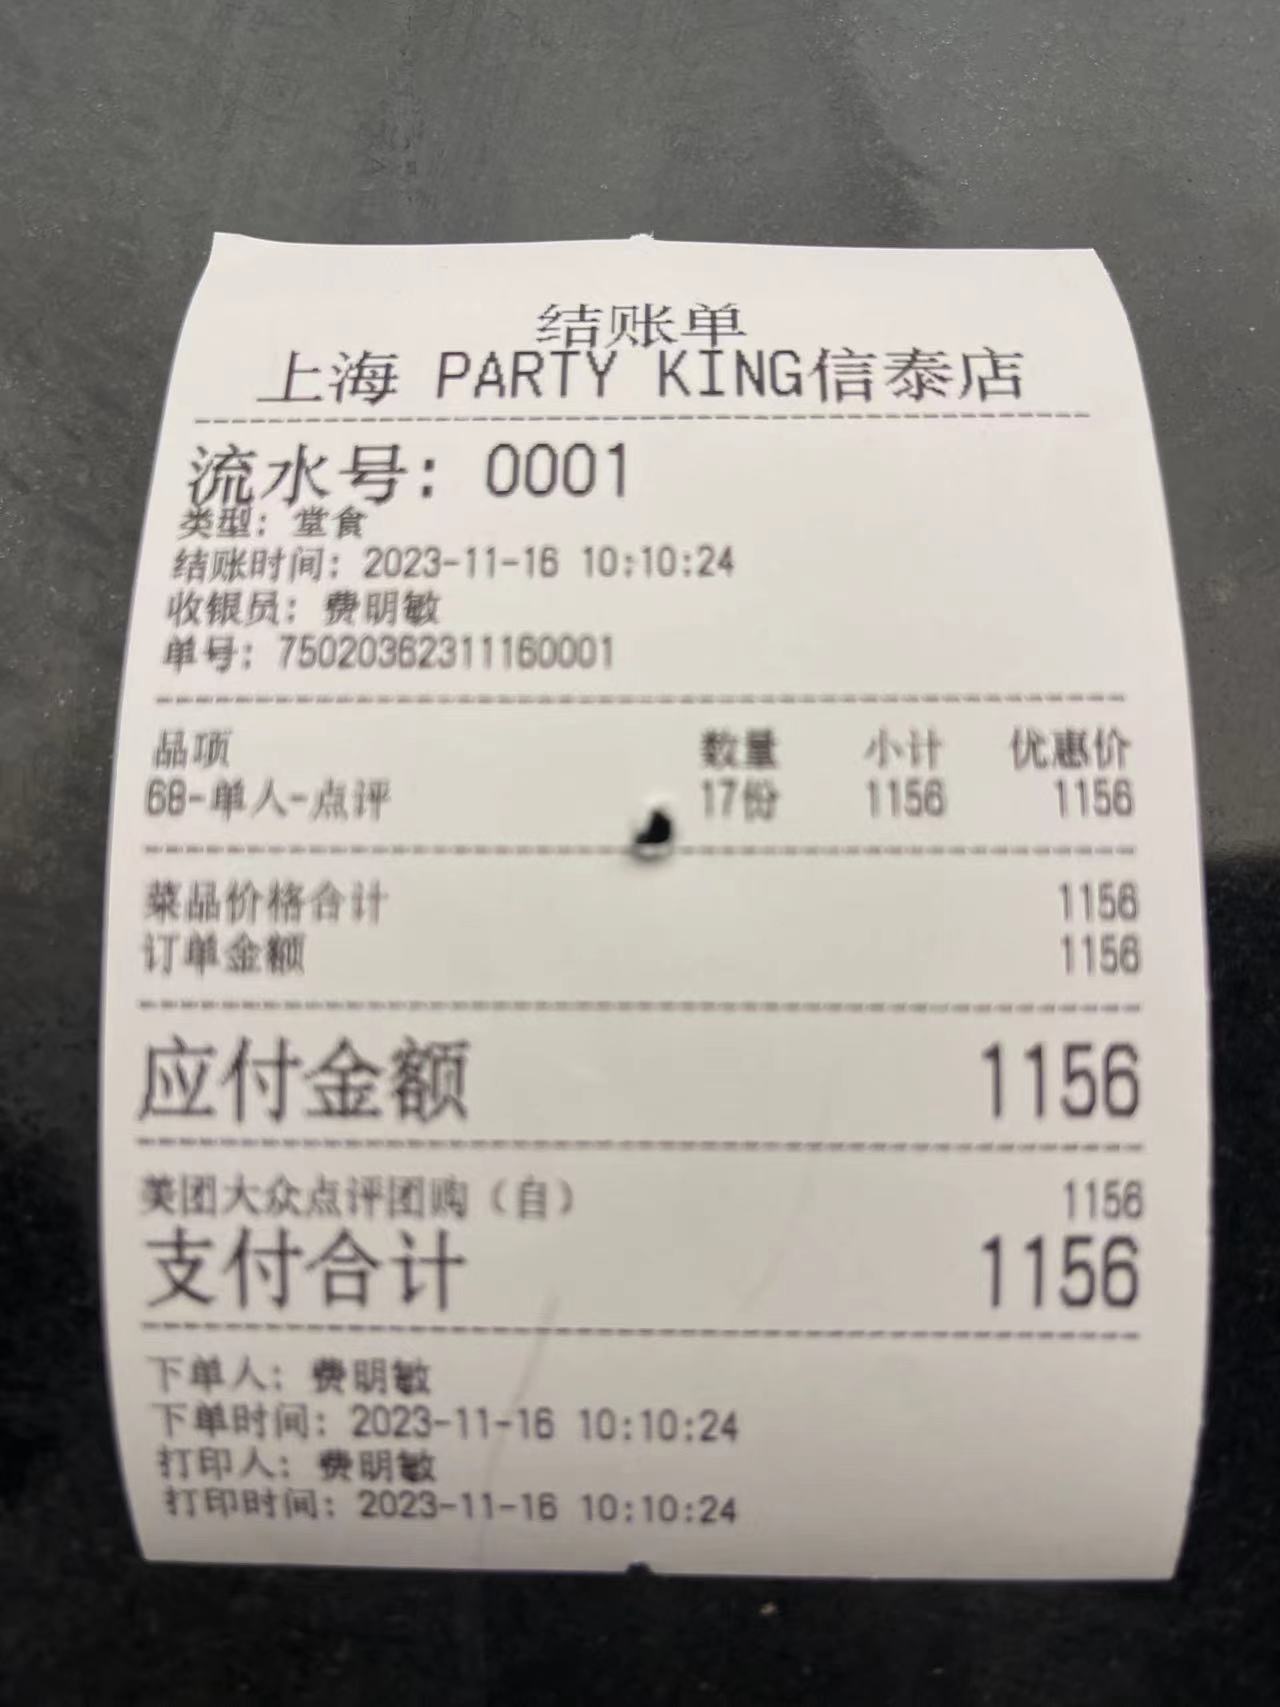 结账单
上海 PARTY KING信泰店
流水号: 0001
类型: 堂食
结账时间: 2023-11-16 10:10:24
收银员: 费明敏
单号: 75020362311160001
品项 数量 小计 优惠价
68-单人-点评 17份 1156 1156
菜品价格合计 1156
订单金额 1156
应付金额 1156
美团大众点评团购（自） 1156
支付合计 1156
下单人: 费明敏
下单时间: 2023-11-16 10:10:24
打印人: 费明敏
打印时间: 2023-11-16 10:10:24